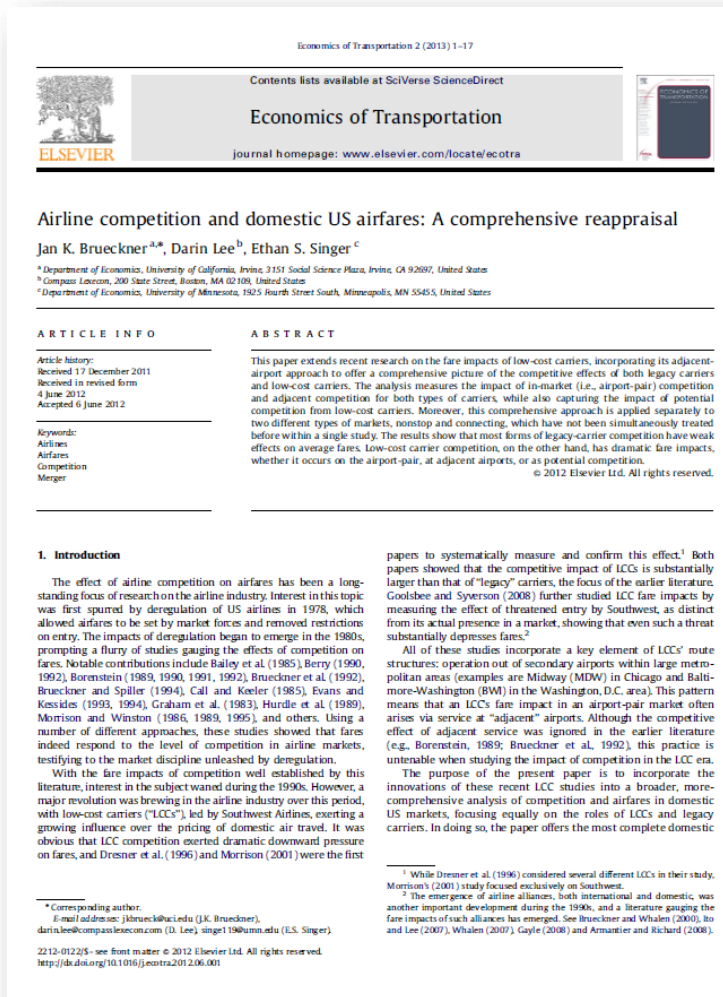 Economics of Transportation 2 (2013) 1–17
Contents lists available at SciVerse ScienceDirect
Economics of Transportation
journal homepage: www.elsevier.com/locate/ecotra
ELSEVIER
ECONOMICS OF
TRANSPORTATION
Airline competition and domestic US airfares: A comprehensive reappraisal
Jan K. Brueckner a,*, Darin Lee b, Ethan S. Singer c
a Department of Economics, University of California, Irvine, 3151 Social Science Plaza, Irvine, CA 92697, United States
b Compass Lexecon, 200 State Street, Boston, MA 02109, United States
c Department of Economics, University of Minnesota, 1925 Fourth Street South, Minneapolis, MN 55455, United States
ARTICLE INFO
Article history:
Received 17 December 2011
Received in revised form
4 June 2012
Accepted 6 June 2012
Keywords:
Airlines
Airfares
Competition
Merger
ABSTRACT
This paper extends recent research on the fare impacts of low-cost carriers, incorporating its adjacent-
airport approach to offer a comprehensive picture of the competitive effects of both legacy carriers
and low-cost carriers. The analysis measures the impact of in-market (i.e., airport-pair) competition
and adjacent competition for both types of carriers, while also capturing the impact of potential
competition from low-cost carriers. Moreover, this comprehensive approach is applied separately to
two different types of markets, nonstop and connecting, which have not been simultaneously treated
before within a single study. The results show that most forms of legacy-carrier competition have weak
effects on average fares. Low-cost carrier competition, on the other hand, has dramatic fare impacts,
whether it occurs on the airport-pair, at adjacent airports, or as potential competition.
© 2012 Elsevier Ltd. All rights reserved.
1. Introduction
The effect of airline competition on airfares has been a long-
standing focus of research on the airline industry. Interest in this topic
was first spurred by deregulation of US airlines in 1978, which
allowed airfares to be set by market forces and removed restrictions
on entry. The impacts of deregulation began to emerge in the 1980s,
prompting a flurry of studies gauging the effects of competition on
fares. Notable contributions include Bailey et al. (1985), Berry (1990,
1992), Borenstein (1989, 1990, 1991, 1992), Brueckner et al. (1992),
Brueckner and Spiller (1994), Call and Keeler (1985), Evans and
Kessides (1993, 1994), Graham et al. (1983), Hurdle et al. (1989),
Morrison and Winston (1986, 1989, 1995), and others. Using a
number of different approaches, these studies showed that fares
indeed respond to the level of competition in airline markets,
testifying to the market discipline unleashed by deregulation.
With the fare impacts of competition well established by this
literature, interest in the subject waned during the 1990s. However, a
major revolution was brewing in the airline industry over this period,
with low-cost carriers ("LCCs"), led by Southwest Airlines, exerting a
growing influence over the pricing of domestic air travel. It was
obvious that LCC competition exerted dramatic downward pressure
on fares, and Dresner et al. (1996) and Morrison (2001) were the first
* Corresponding author.
E-mail addresses: jkbrueck@uci.edu (J.K. Brueckner),
darin.lee@compasslexecon.com (D. Lee), singe119@umn.edu (E.S. Singer).
papers to systematically measure and confirm this effect.1 Both
papers showed that the competitive impact of LCCs is substantially
larger than that of "legacy" carriers, the focus of the earlier literature.
Goolsbee and Syverson (2008) further studied LCC fare impacts by
measuring the effect of threatened entry by Southwest, as distinct
from its actual presence in a market, showing that even such a threat
substantially depresses fares.2
All of these studies incorporate a key element of LCCs' route
structures: operation out of secondary airports within large metro-
politan areas (examples are Midway (MDW) in Chicago and Balti-
more-Washington (BWI) in the Washington, D.C. area). This pattern
means that an LCC's fare impact in an airport-pair market often
arises via service at "adjacent" airports. Although the competitive
effect of adjacent service was ignored in the earlier literature
(e.g., Borenstein, 1989; Brueckner et al., 1992), this practice is
untenable when studying the impact of competition in the LCC era.
The purpose of the present paper is to incorporate the
innovations of these recent LCC studies into a broader, more-
comprehensive analysis of competition and airfares in domestic
US markets, focusing equally on the roles of LCCs and legacy
carriers. In doing so, the paper offers the most complete domestic
1 While Dresner et al. (1996) considered several different LCCs in their study,
Morrison's (2001) study focused exclusively on Southwest.
2 The emergence of airline alliances, both international and domestic, was
another important development during the 1990s, and a literature gauging the
fare impacts of such alliances has emerged. See Brueckner and Whalen (2000), Ito
and Lee (2007), Whalen (2007), Gayle (2008) and Armantier and Richard (2008).
2212-0122/$ - see front matter © 2012 Elsevier Ltd. All rights reserved.
http://dx.doi.org/10.1016/j.ecotra.2012.06.001